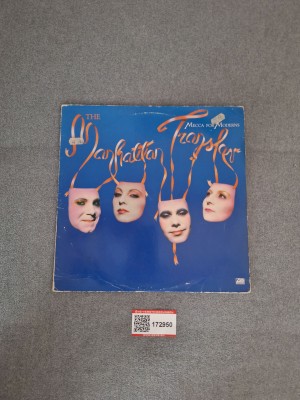 THE
MECCA FOR MODERNS
Manhattan Transfer
172950